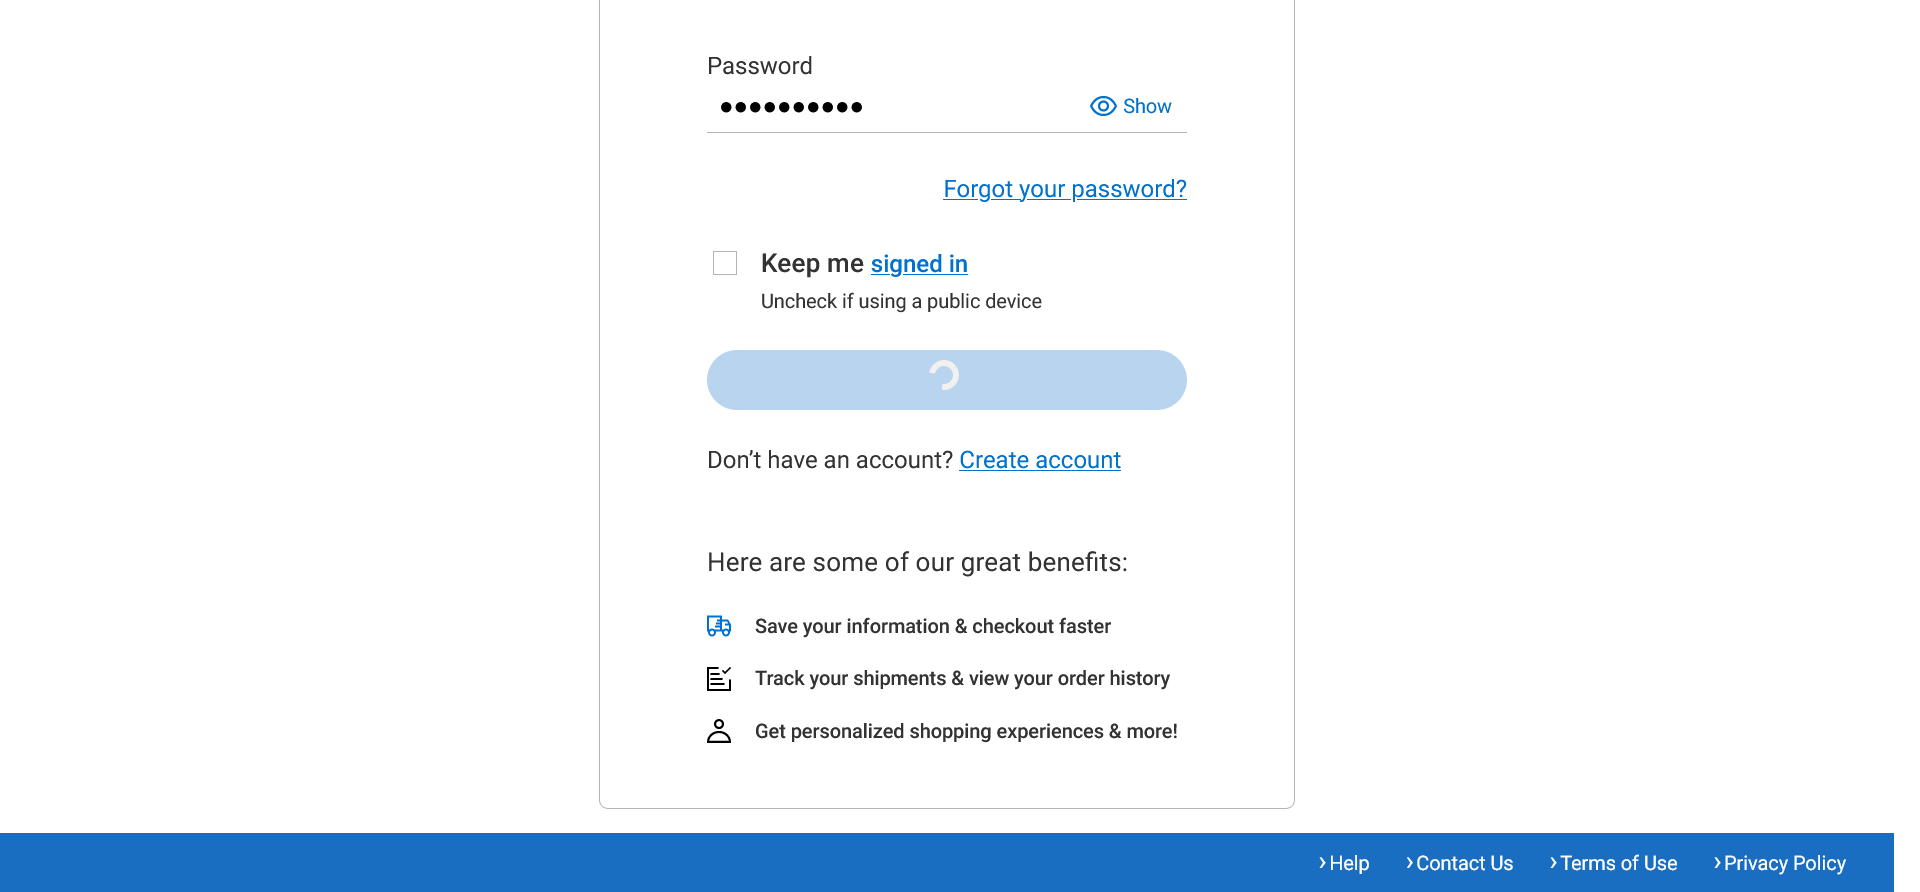 Password
●●●●●●●●●●
Show
Forgot your password?
Keep me signed in
Uncheck if using a public device
Don’t have an account? Create account
Here are some of our great benefits:
Save your information & checkout faster
Track your shipments & view your order history
Get personalized shopping experiences & more!
› Help › Contact Us › Terms of Use › Privacy Policy